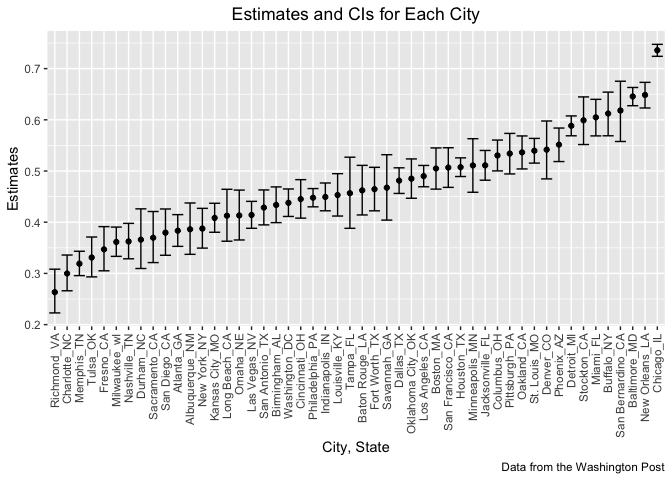 Estimates and CIs for Each City
Estimates
0.7
0.6
0.5
0.4
0.3
0.2
Richmond_VA
Charlotte_NC
Memphis_TN
Tulsa_OK
Fresno_CA
Milwaukee_wI
Nashville_TN
Durham_NC
Sacramento_CA
San Diego_CA
Atlanta_GA
Albuquerque_NM
New York_NY
Kansas City_MO
Long Beach_CA
Omaha_NE
Las Vegas_NV
San Antonio_TX
Birmingham_AL
Washington_DC
Cincinnati_OH
Philadelphia_PA
Indianapolis_IN
Louisville_KY
Tampa_FL
Baton Rouge_LA
Fort Worth_TX
Savannah_GA
Dallas_TX
Oklahoma City_OK
Los Angeles_CA
Boston_MA
San Francisco_CA
Houston_TX
Minneapolis_MN
Jacksonville_FL
Columbus_OH
Pittsburgh_PA
Oakland_CA
St. Louis_MO
Denver_CO
Phoenix_AZ
Detroit_MI
Stockton_CA
Miami_FL
Buffalo_NY
San Bernardino_CA
Baltimore_MD
New Orleans_LA
Chicago_IL
City, State
Data from the Washington Post